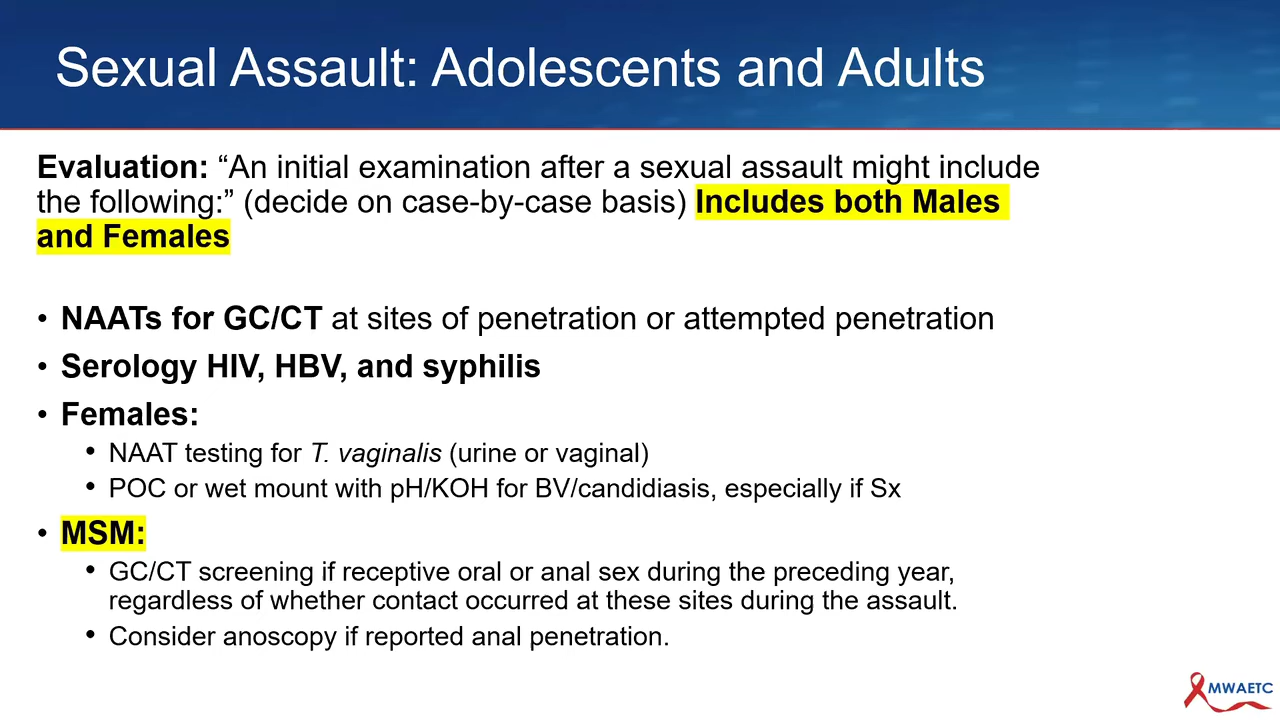 Sexual Assault: Adolescents and Adults
Evaluation: “An initial examination after a sexual assault might include
the following:” (decide on case-by-case basis) Includes both Males
and Females
• NAATs for GC/CT at sites of penetration or attempted penetration
• Serology HIV, HBV, and syphilis
• Females:
• NAAT testing for T. vaginalis (urine or vaginal)
• POC or wet mount with pH/KOH for BV/candidiasis, especially if Sx
• MSM:
• GC/CT screening if receptive oral or anal sex during the preceding year,
regardless of whether contact occurred at these sites during the assault.
• Consider anoscopy if reported anal penetration.
MWAETC